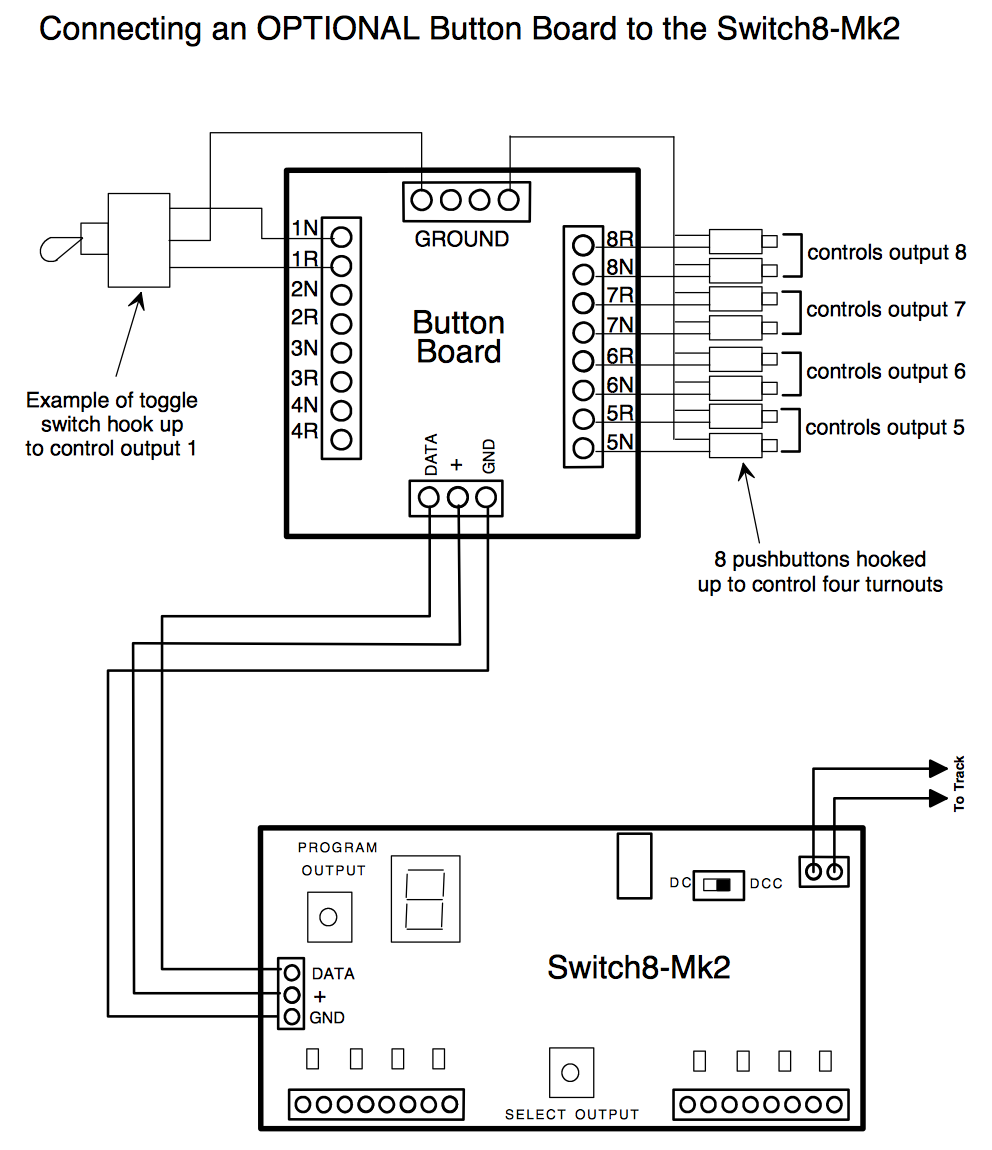 Connecting an OPTIONAL Button Board to the Switch8-Mk2
GROUND
1N
1R
2N
2R
3N
3R
4N
4R
8R
8N
7R
7N
6R
6N
5R
5N
controls output 8
controls output 7
controls output 6
controls output 5
Button
Board
Example of toggle
switch hook up
to control output 1
DATA
+
GND
8 pushbuttons hooked
up to control four turnouts
To Track
PROGRAM
OUTPUT
DC
DCC
Switch8-Mk2
DATA
+
GND
SELECT OUTPUT